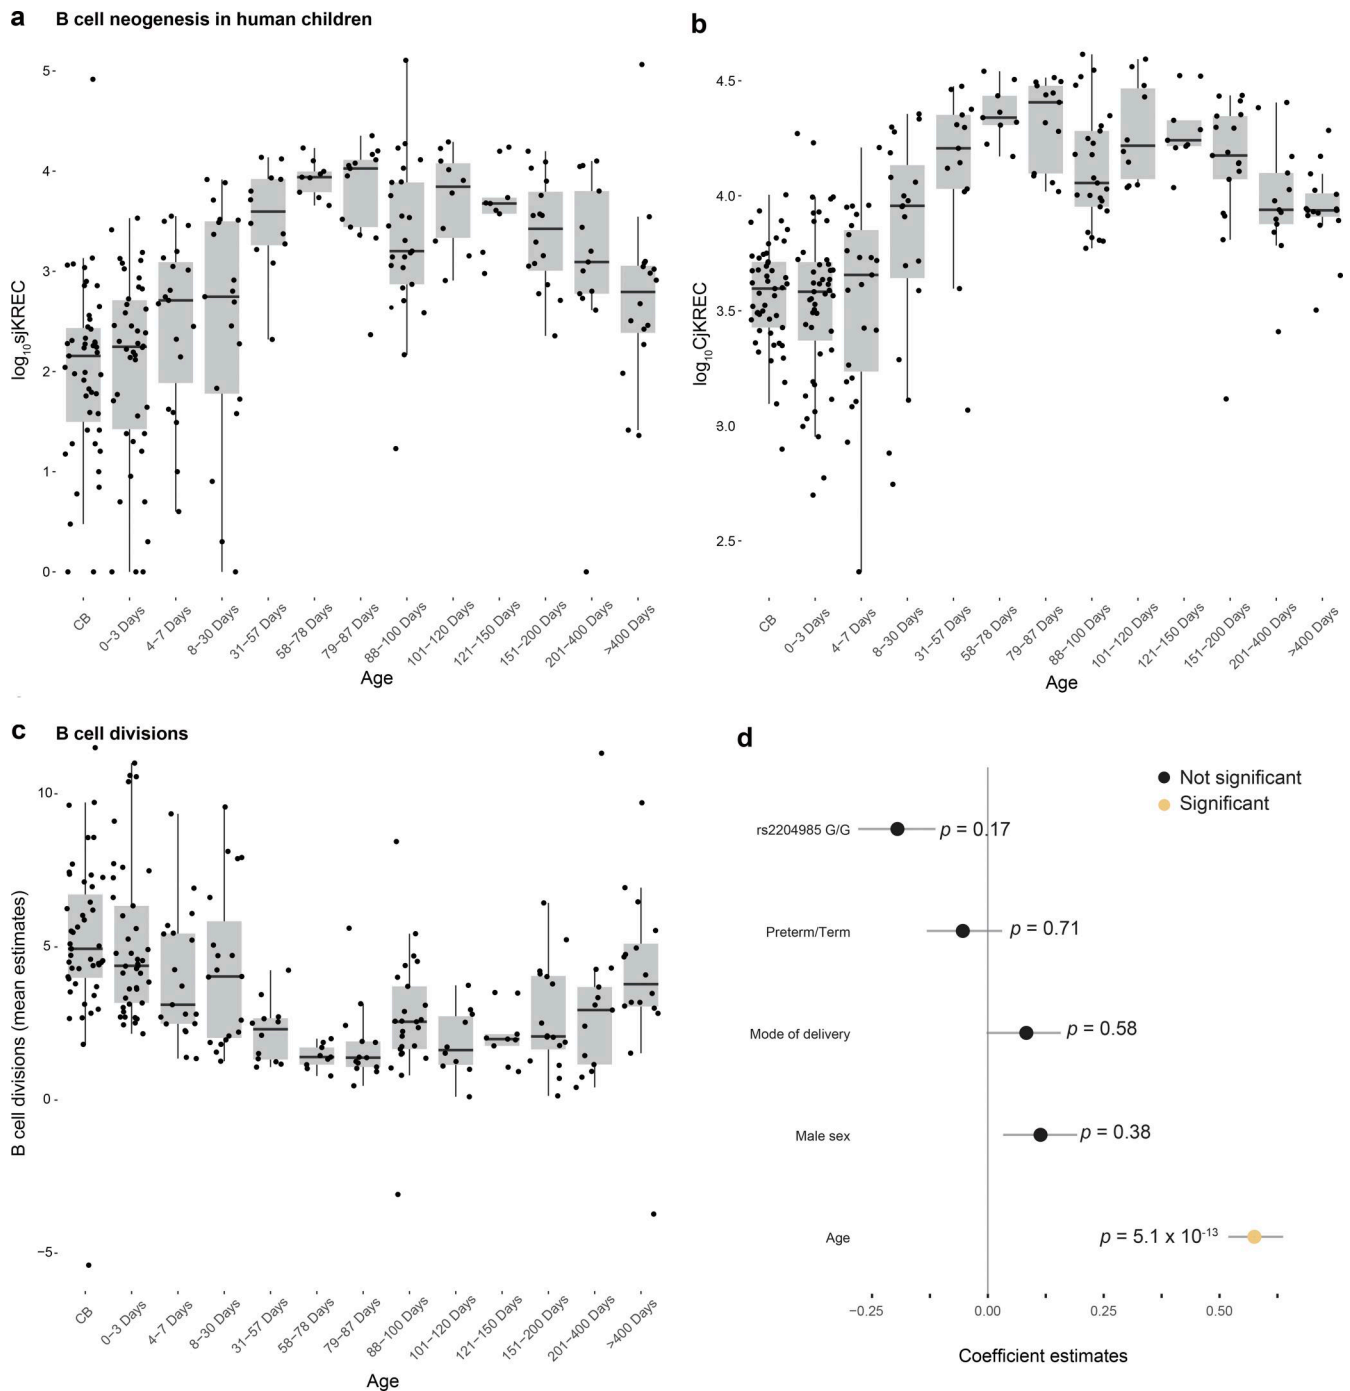 a B cell neogenesis in human children
5
4
3
2
1
0
log10sjKREC
CB
0–3 Days
4–7 Days
8–30 Days
31–57 Days
58–78 Days
79–87 Days
88–100 Days
101–120 Days
121–150 Days
151–200 Days
201–400 Days
>400 Days
Age
b
4.5
4.0
3.5
3.0
2.5
log10CjKREC
CB
0–3 Days
4–7 Days
8–30 Days
31–57 Days
58–78 Days
79–87 Days
88–100 Days
101–120 Days
121–150 Days
151–200 Days
201–400 Days
>400 Days
Age
c B cell divisions
10
5
0
−5
B cell divisions (mean estimates)
CB
0–3 Days
4–7 Days
8–30 Days
31–57 Days
58–78 Days
79–87 Days
88–100 Days
101–120 Days
121–150 Days
151–200 Days
201–400 Days
>400 Days
Age
d
Not significant
Significant
rs2204985 G/G p = 0.17
Preterm/Term p = 0.71
Mode of delivery p = 0.58
Male sex p = 0.38
Age p = 5.1 x 10-13
−0.25 0.00 0.25 0.50
Coefficient estimates